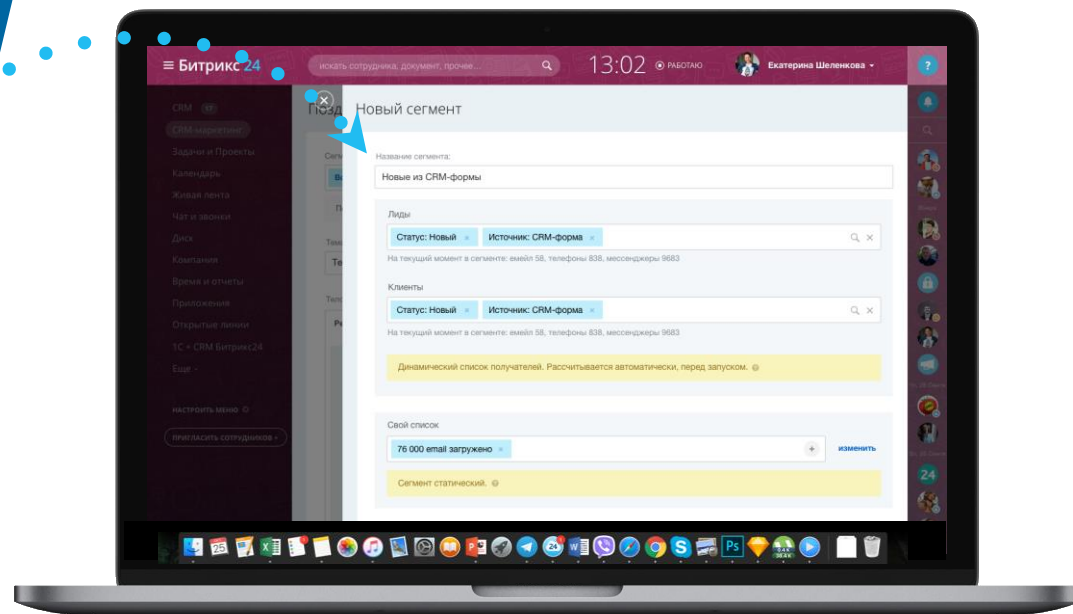 Битрикс 24
искать сотрудника, документ, прочее...
13:02
РАБОТАЮ
Екатерина Шеленкова
?
CRM
CRM-маркетинг
Задачи и Проекты
Календарь
Живая лента
Чат и звонки
Диск
Компания
Время и отчеты
Приложения
Открытые линии
1С + CRM Битрикс24
Еще
НАСТРОИТЬ МЕНЮ
ПРИГЛАСИТЬ СОТРУДНИКОВ +
Новый сегмент
Название сегмента:
Новые из CRM-формы
Лиды
Статус: Новый × Источник: CRM-форма ×
На текущий момент в сегменте: емейл 58, телефоны 838, мессенджеры 9683
Клиенты
Статус: Новый × Источник: CRM-форма ×
На текущий момент в сегменте: емейл 58, телефоны 838, мессенджеры 9683
Динамический список получателей. Рассчитывается автоматически, перед запуском.
Свой список
76 000 email загружено × + изменить
Сегмент статический.
24
25
24
Ps